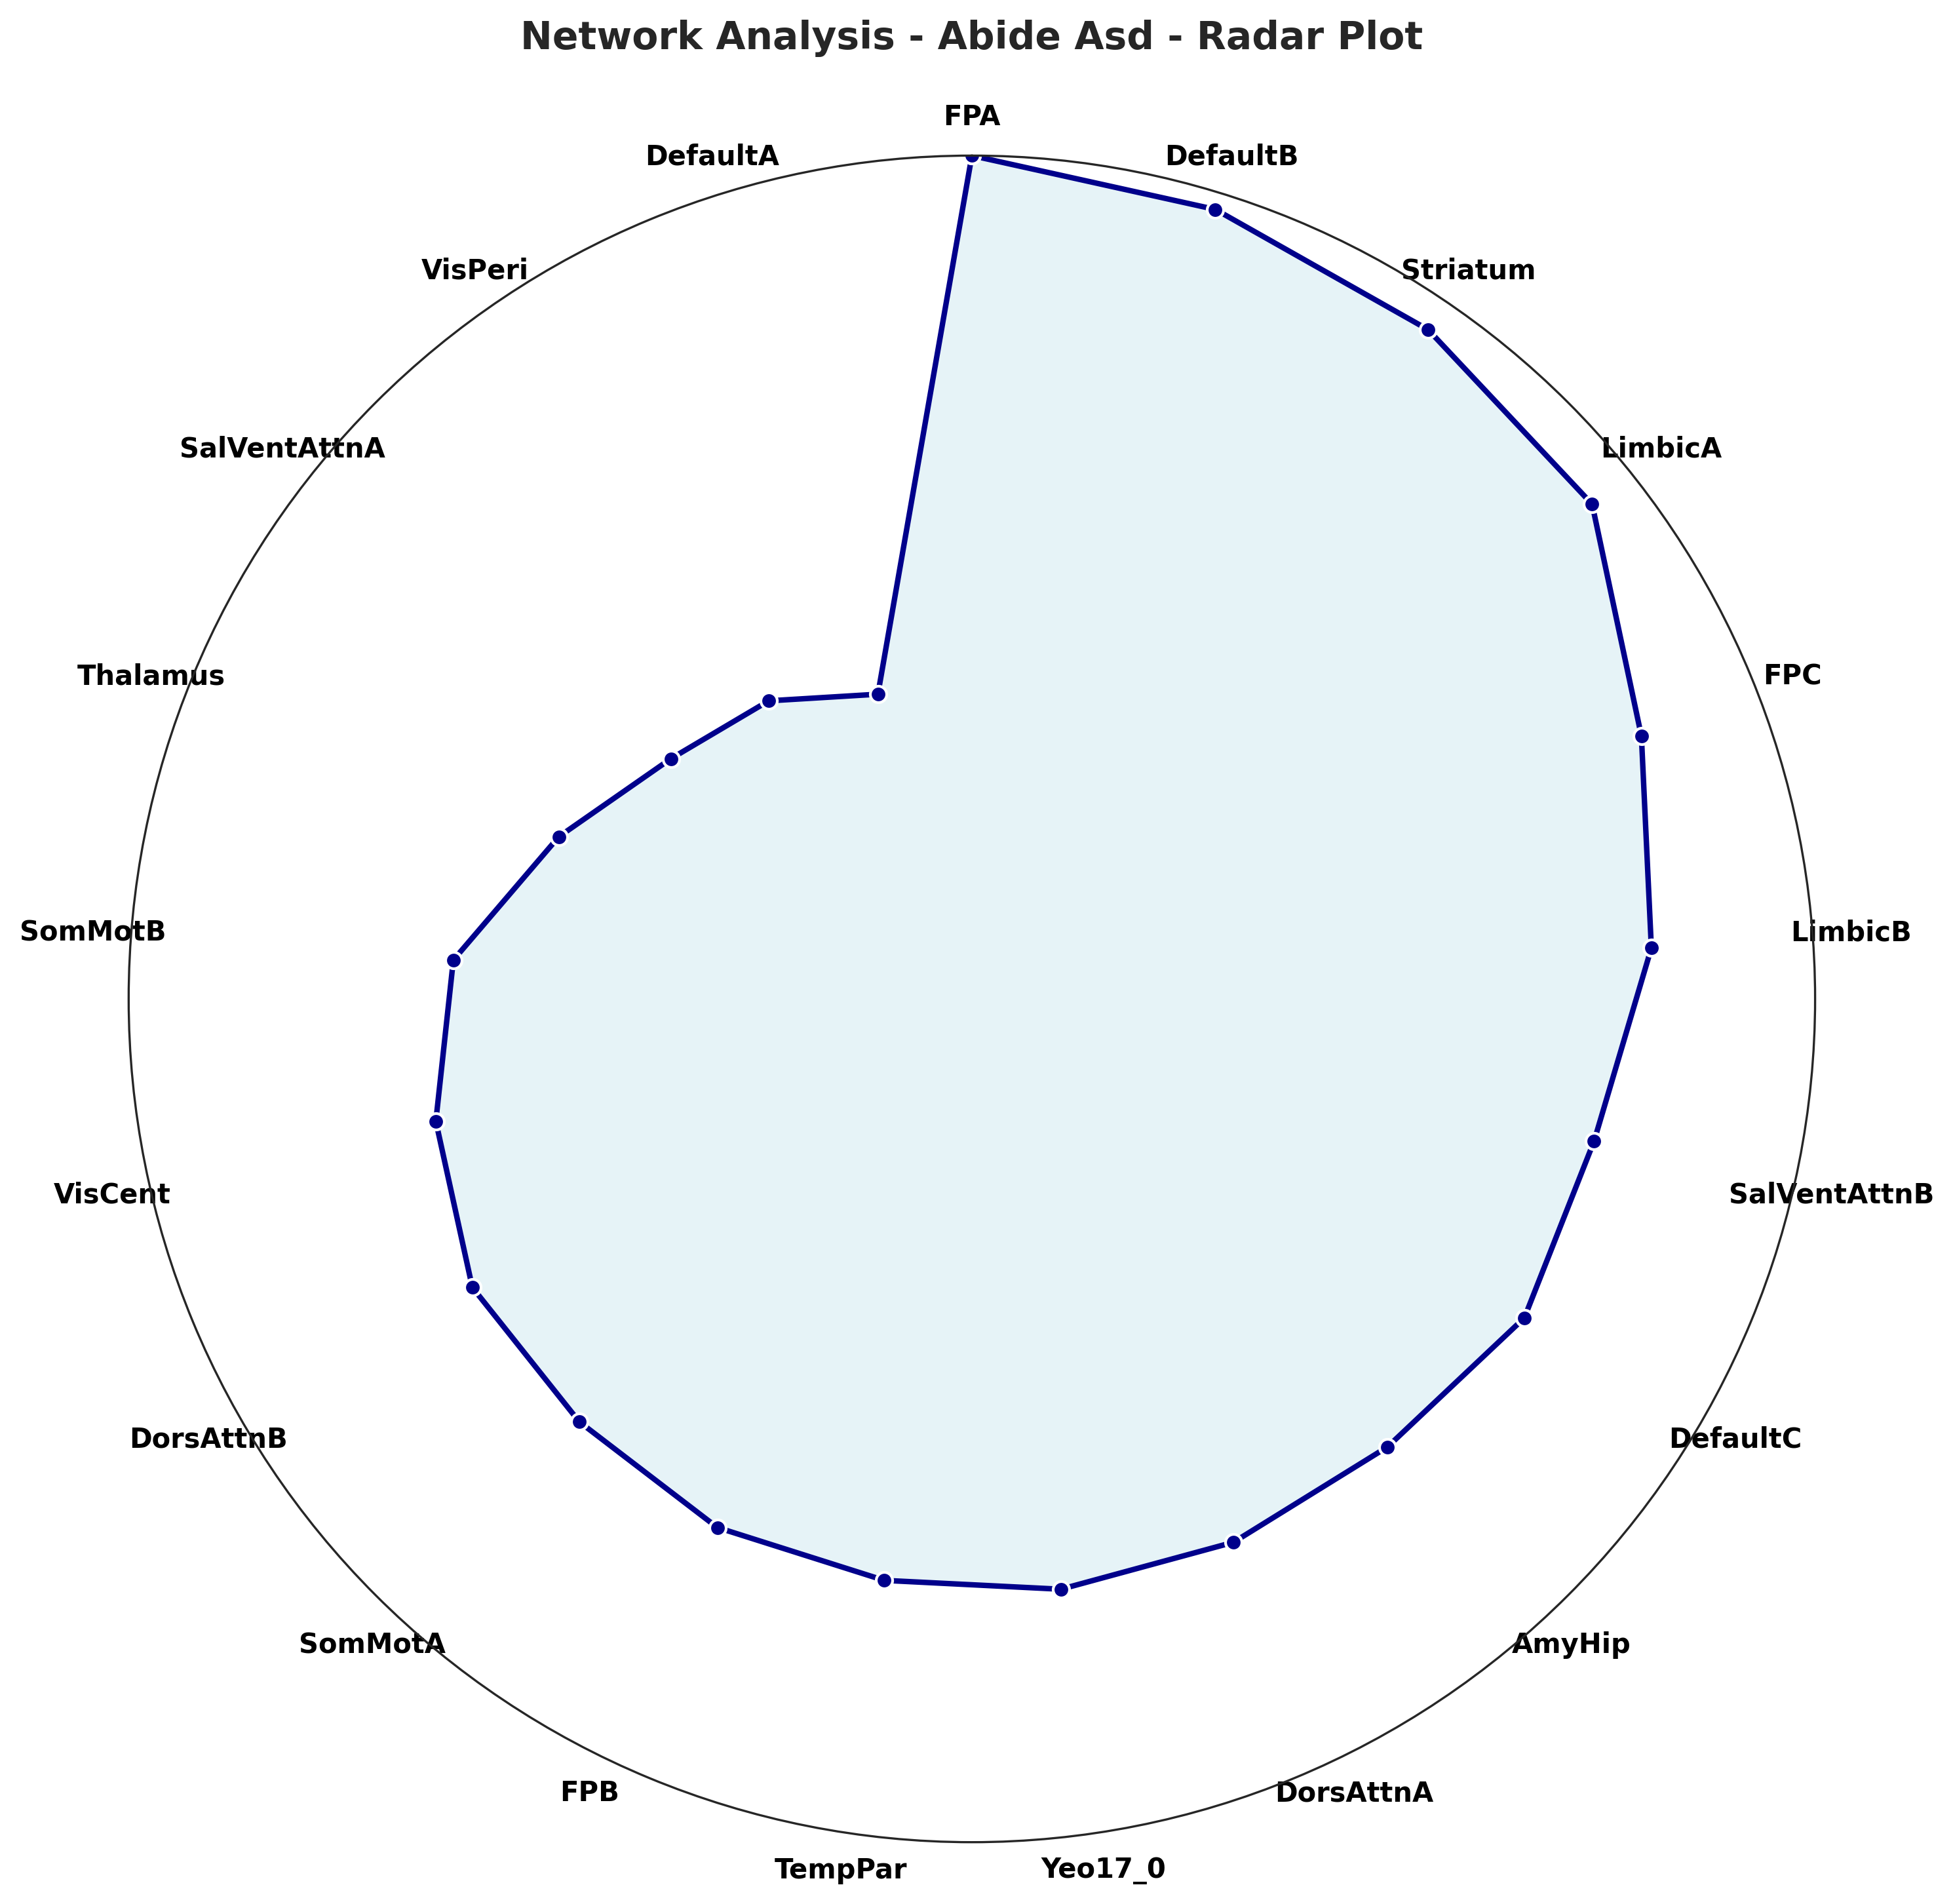 Network Analysis - Abide Asd - Radar Plot
FPA
DefaultA
DefaultB
VisPeri
Striatum
SalVentAttnA
LimbicA
Thalamus
FPC
SomMotB
LimbicB
VisCent
SalVentAttnB
DorsAttnB
DefaultC
SomMotA
AmyHip
FPB
DorsAttnA
TempPar
Yeo17_0